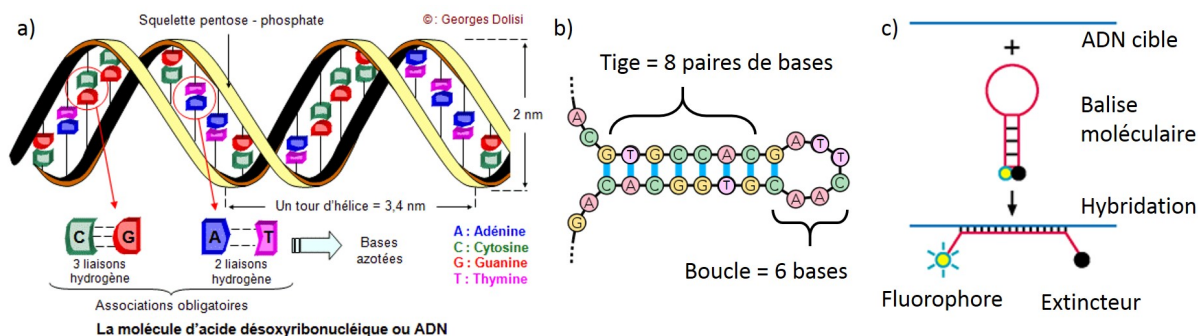 a)
Squelette pentose - phosphate
© : Georges Dolisi
2 nm
Un tour d'hélice = 3,4 nm
C G
A T
3 liaisons hydrogène
2 liaisons hydrogène
Bases azotées
A : Adénine
C : Cytosine
G : Guanine
T : Thymine
Associations obligatoires
La molécule d'acide désoxyribonucléique ou ADN
b)
Tige = 8 paires de bases
A C G T G C C A C G A T T
G A C A C G G T G C A A C
Boucle = 6 bases
c)
ADN cible
+
Balise moléculaire
Hybridation
Fluorophore
Extincteur